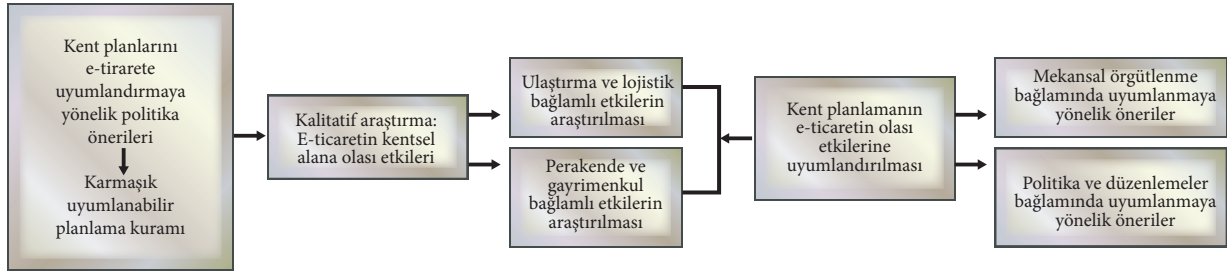 Kent planlarını
e-tirarete
uyumlandırmaya
yönelik politika
önerileri
Karmaşık
uyumlanabilir
planlama kuramı
Kalitatif araştırma:
E-ticaretin kentsel
alana olası etkileri
Ulaştırma ve lojistik
bağlamlı etkilerin
araştırılması
Perakende ve
gayrimenkul
bağlamlı etkilerin
araştırılması
Kent planlamanın
e-ticaretin olası
etkilerine
uyumlandırılması
Mekansal örgütlenme
bağlamında uyumlanmaya
yönelik öneriler
Politika ve düzenlemeler
bağlamında uyumlanmaya
yönelik öneriler